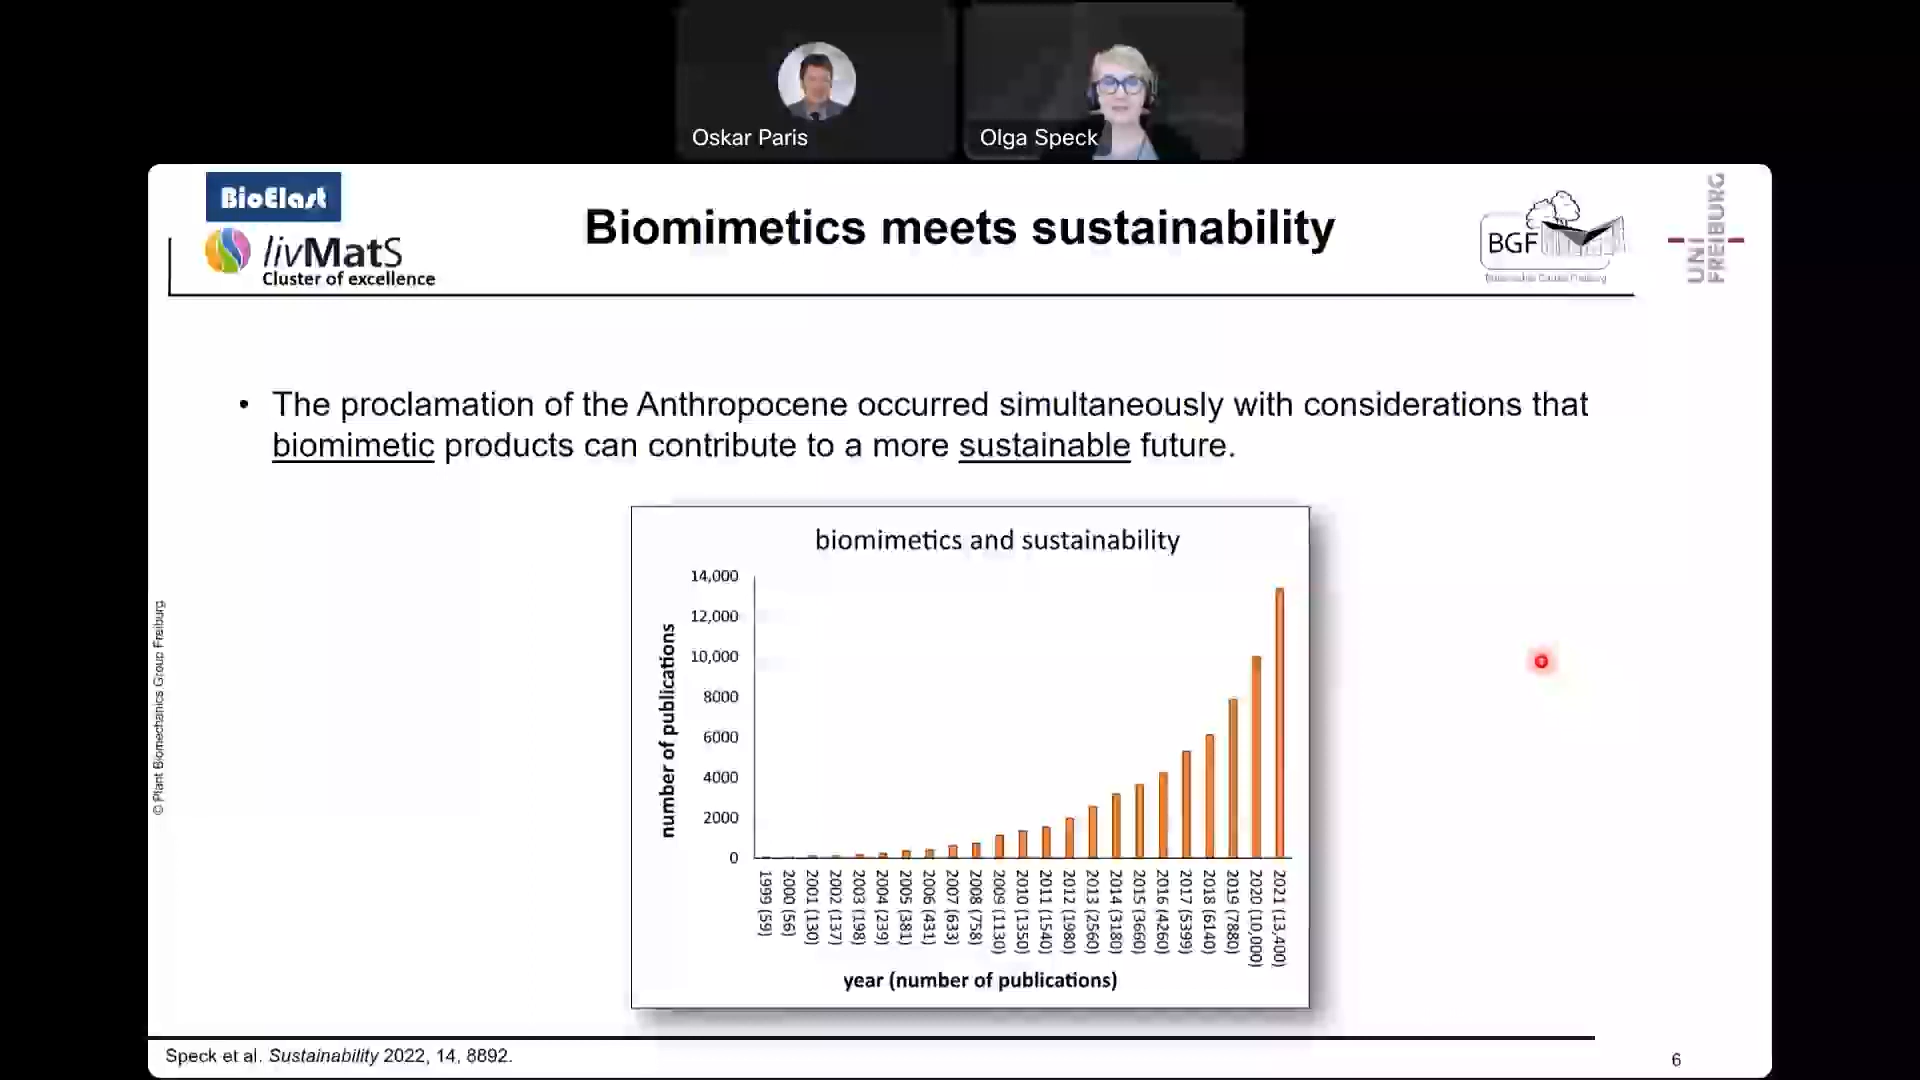 Oskar Paris
Olga Speck
BioElast
livMatS
Cluster of excellence
Biomimetics meets sustainability
BGF
UNI
FREIBURG
• The proclamation of the Anthropocene occurred simultaneously with considerations that
biomimetic products can contribute to a more sustainable future.
biomimetics and sustainability
number of publications
14,000
12,000
10,000
8000
6000
4000
2000
0
1999 (59)
2000 (56)
2001 (130)
2002 (137)
2003 (198)
2004 (239)
2005 (381)
2006 (431)
2007 (633)
2008 (758)
2009 (1130)
2010 (1350)
2011 (1540)
2012 (1980)
2013 (2560)
2014 (3180)
2015 (3660)
2016 (4260)
2017 (5399)
2018 (6140)
2019 (7880)
2020 (10,000)
2021 (13,400)
year (number of publications)
© Plant Biomechanics Group Freiburg
Speck et al. Sustainability 2022, 14, 8892.
6